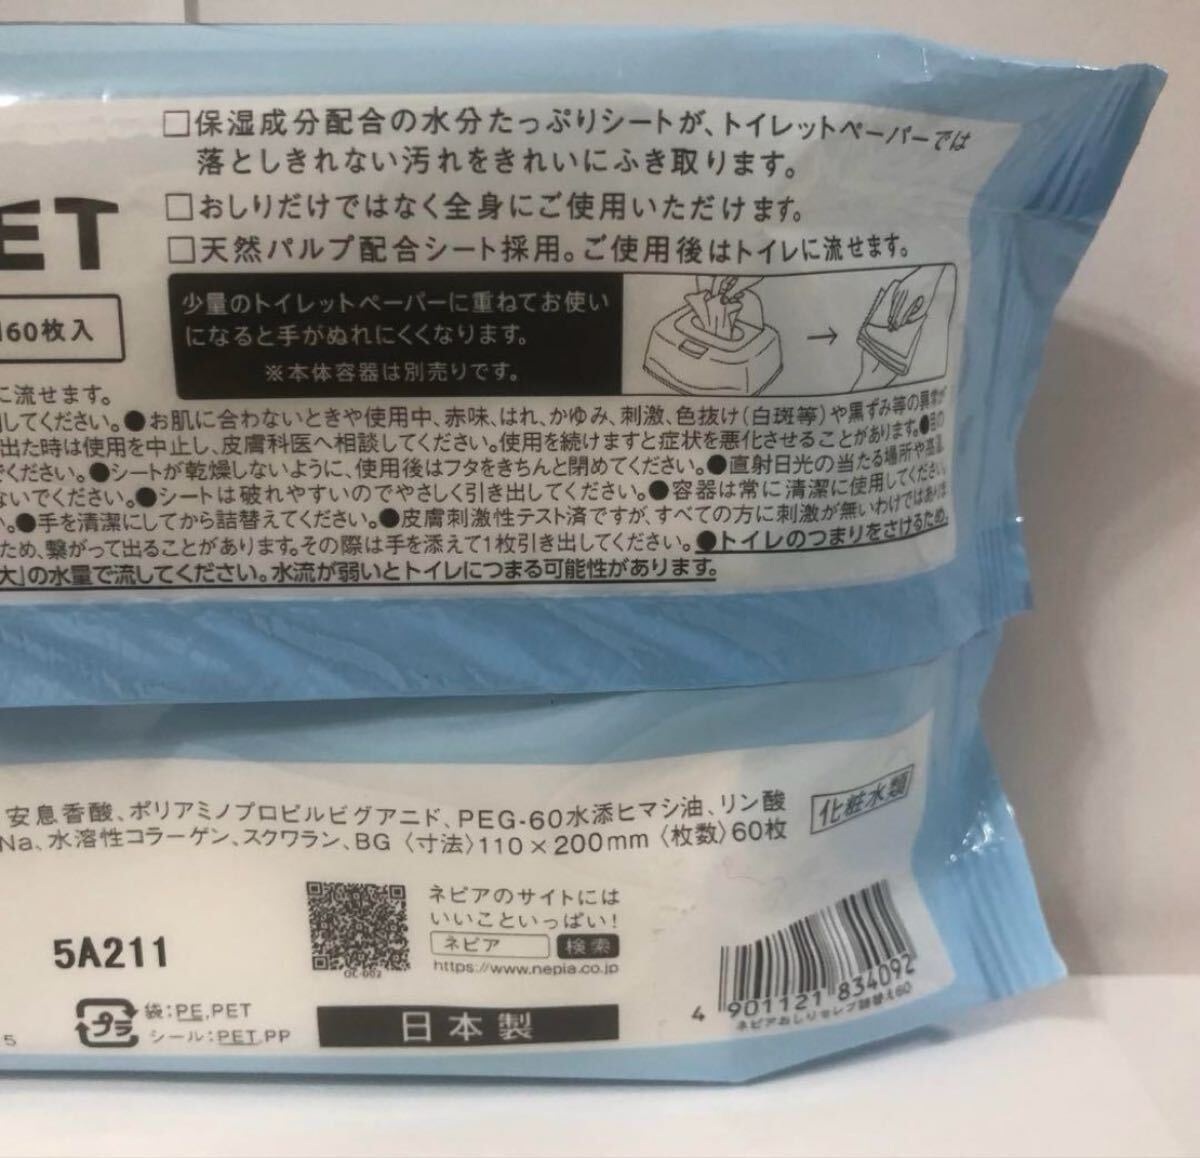 □保湿成分配合の水分たっぷりシートが、トイレットペーパーでは
落としきれない汚れをきれいにふき取ります。
□おしりだけではなく全身にご使用いただけます。
□天然パルプ配合シート採用。ご使用後はトイレに流せます。
ET
60枚入
少量のトイレットペーパーに重ねてお使い
になると手がぬれにくくなります。
※本体容器は別売りです。
→
に流せます。
してください。●お肌に合わないときや使用中、赤味、はれ、かゆみ、刺激、色抜け(白斑等)や黒ずみ等の異常が
出た時は使用を中止し、皮膚科医へ相談してください。使用を続けますと症状を悪化させることがあります。●目の
でください。●シートが乾燥しないように、使用後はフタをきちんと閉めてください。●直射日光の当たる場所や高温、
ないでください。●シートは破れやすいのでやさしく引き出してください。●容器は常に清潔に使用してください。
い。●手を清潔にしてから詰替えてください。●皮膚刺激性テスト済ですが、すべての方に刺激が無いわけではありま
ため、繋がって出ることがあります。その際は手を添えて1枚引き出してください。●トイレのつまりをさけるため、
大」の水量で流してください。水流が弱いとトイレにつまる可能性があります。
安息香酸、ポリアミノプロピルビグアニド、PEG-60水添ヒマシ油、リン酸
Na、水溶性コラーゲン、スクワラン、BG〈寸法〉110×200mm〈枚数〉60枚
化粧水類
5A211
ネピアのサイトには
いいこといっぱい!
ネピア 検索
https://www.nepia.co.jp
プラ
袋:PE,PET
シール:PET,PP
5
日本製
4 901121 834092
ネピアおしりセレブ詰替え60